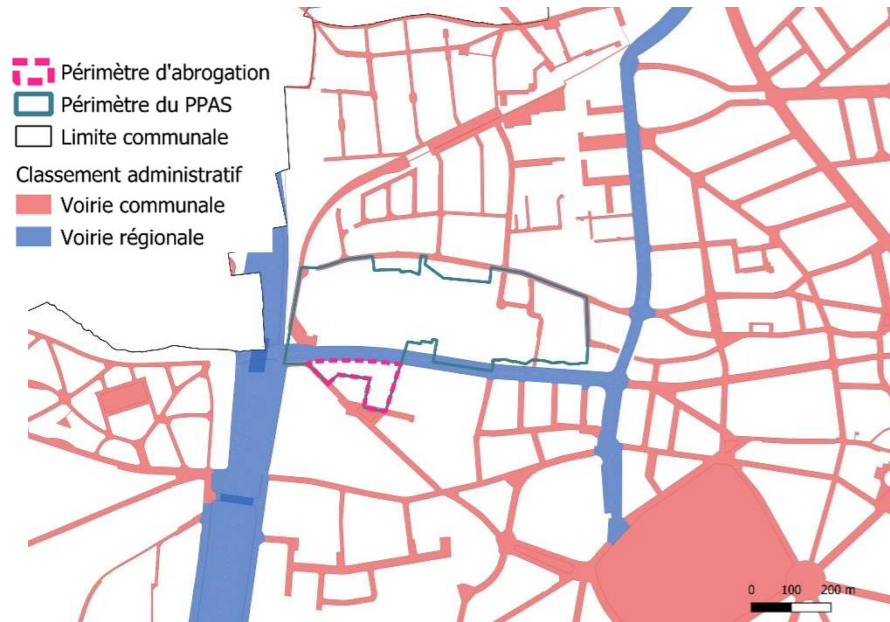 Périmètre d'abrogation
Périmètre du PPAS
Limite communale
Classement administratif
Voirie communale
Voirie régionale
0 100 200 m